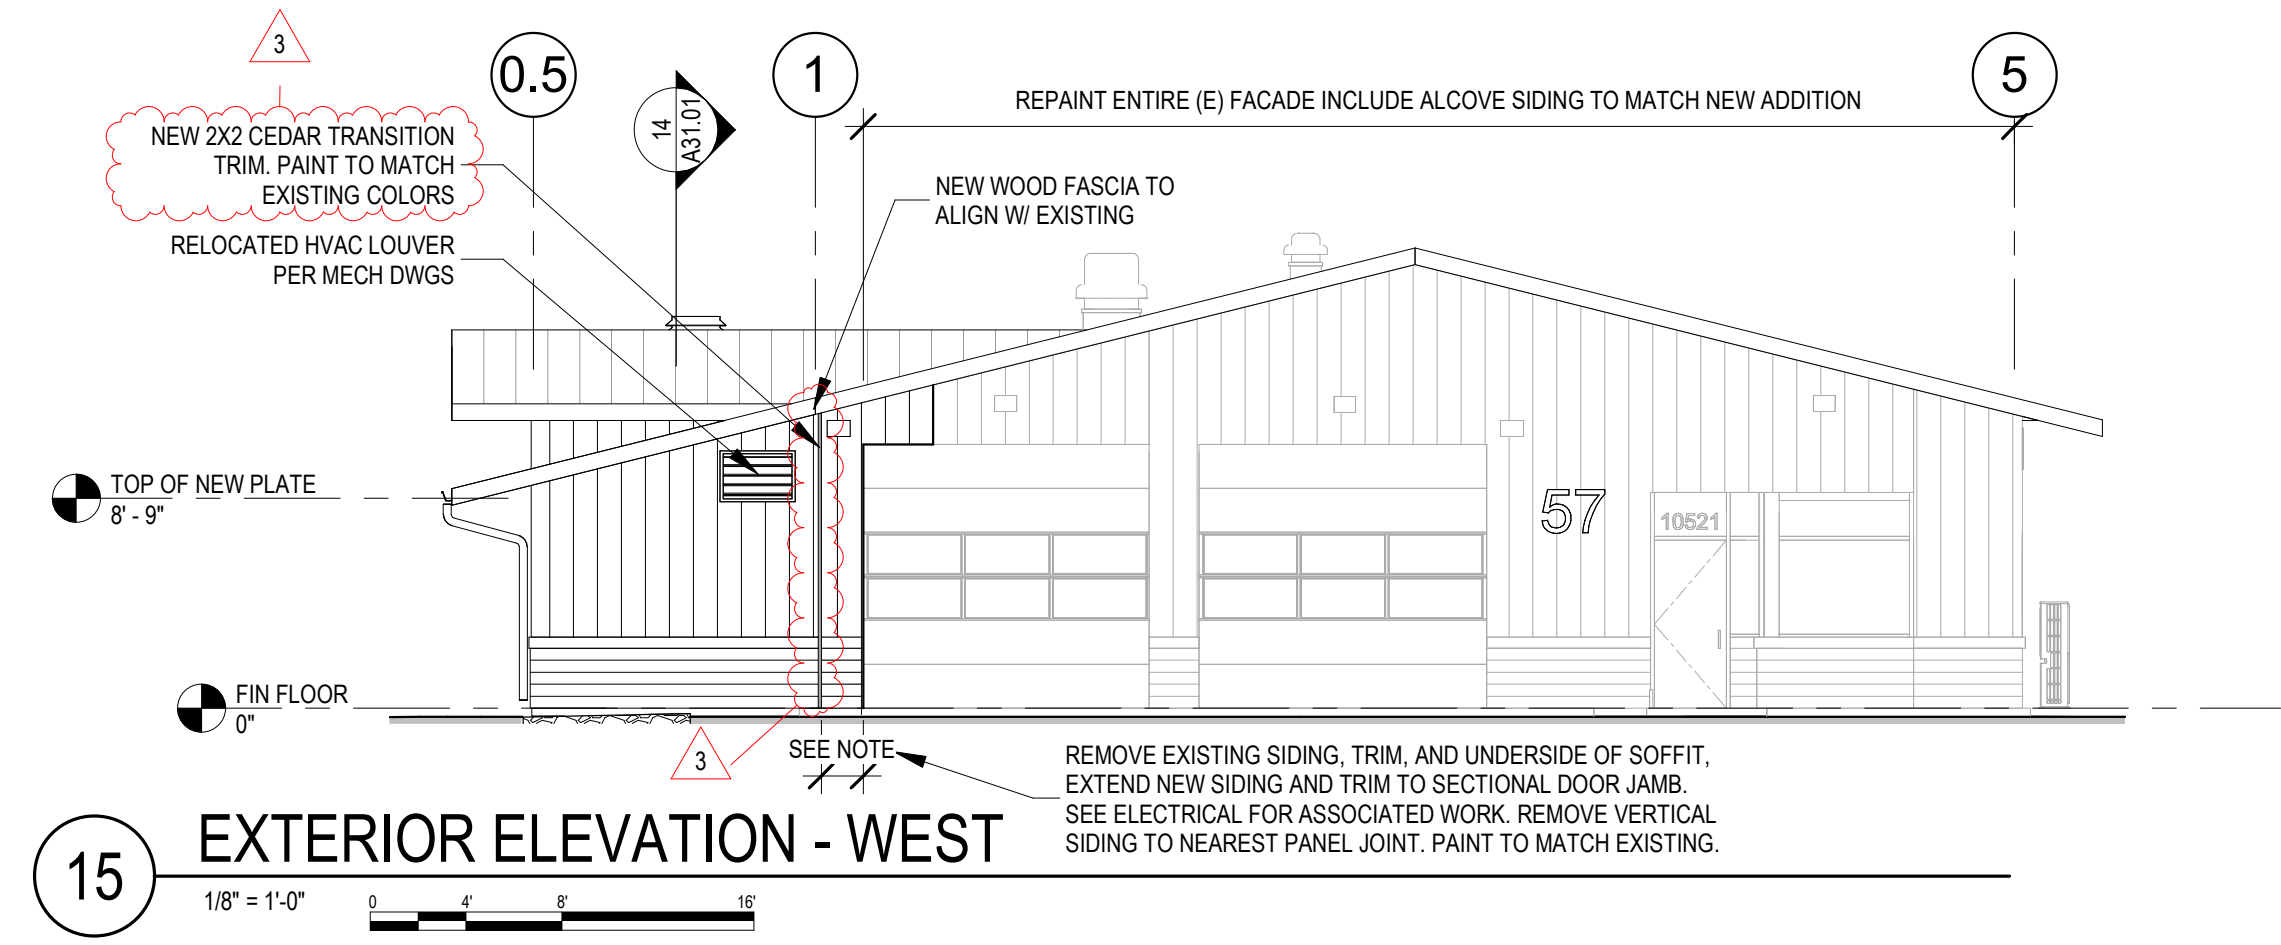 3
0.5
1
5
14
A31.01
REPAINT ENTIRE (E) FACADE INCLUDE ALCOVE SIDING TO MATCH NEW ADDITION
NEW 2X2 CEDAR TRANSITION
TRIM. PAINT TO MATCH
EXISTING COLORS
NEW WOOD FASCIA TO
ALIGN W/ EXISTING
RELOCATED HVAC LOUVER
PER MECH DWGS
TOP OF NEW PLATE
8' - 9"
57
10521
FIN FLOOR
0"
3
SEE NOTE
REMOVE EXISTING SIDING, TRIM, AND UNDERSIDE OF SOFFIT,
EXTEND NEW SIDING AND TRIM TO SECTIONAL DOOR JAMB.
SEE ELECTRICAL FOR ASSOCIATED WORK. REMOVE VERTICAL
SIDING TO NEAREST PANEL JOINT. PAINT TO MATCH EXISTING.
15
EXTERIOR ELEVATION - WEST
1/8" = 1'-0"
0 4' 8' 16'